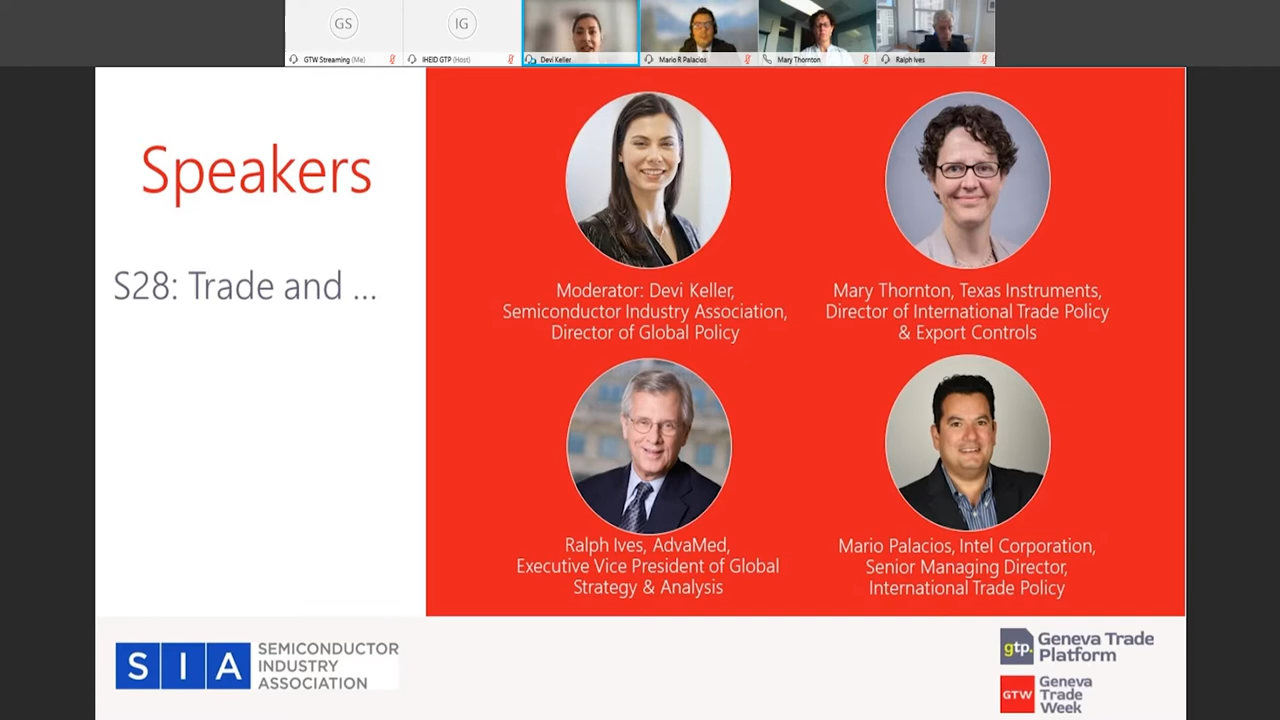 GS
IG
GTW Streaming (Me)
IHEID GTP (Host)
Devi Keller
Mario R Palacios
Mary Thornton
Ralph Ives
Speakers
S28: Trade and ...
Moderator: Devi Keller,
Semiconductor Industry Association,
Director of Global Policy
Mary Thornton, Texas Instruments,
Director of International Trade Policy
& Export Controls
Ralph Ives, AdvaMed,
Executive Vice President of Global
Strategy & Analysis
Mario Palacios, Intel Corporation,
Senior Managing Director,
International Trade Policy
SIA
SEMICONDUCTOR
INDUSTRY
ASSOCIATION
gtp.
Geneva Trade
Platform
GTW
Geneva
Trade
Week